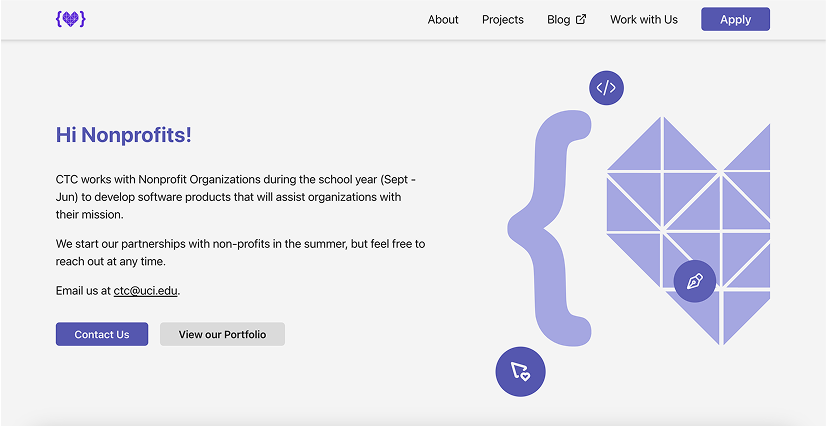 About
Projects
Blog
Work with Us
Apply
Hi Nonprofits!
CTC works with Nonprofit Organizations during the school year (Sept -
Jun) to develop software products that will assist organizations with
their mission.
We start our partnerships with non-profits in the summer, but feel free to
reach out at any time.
Email us at ctc@uci.edu.
Contact Us
View our Portfolio